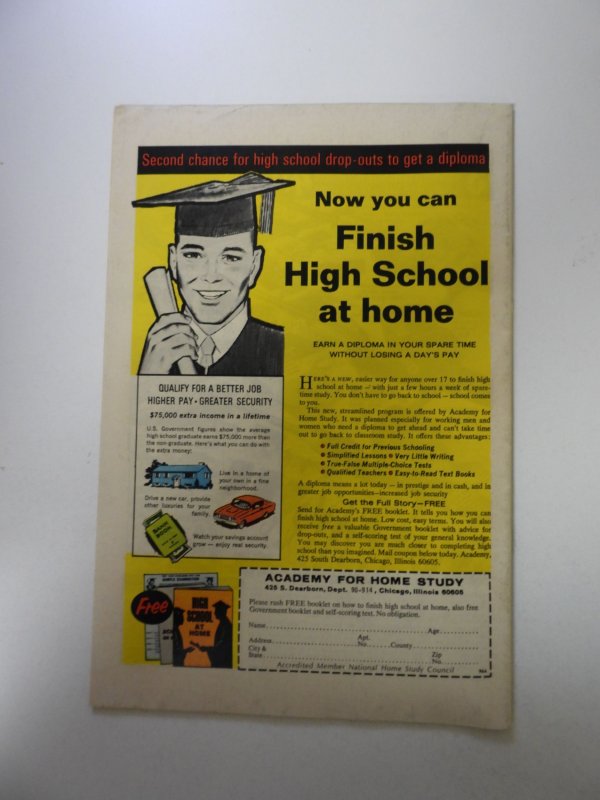 Second chance for high school drop-outs to get a diploma
Now you can
Finish
High School
at home
EARN A DIPLOMA IN YOUR SPARE TIME
WITHOUT LOSING A DAY'S PAY
QUALIFY FOR A BETTER JOB
HIGHER PAY • GREATER SECURITY
$75,000 extra income in a lifetime
U.S. Government figures show the average
high school graduate earns $75,000 more than
the non-graduate. Here's what you can do with
the extra money:
Live in a home of
your own in a fine
neighborhood.
Drive a new car, provide
other luxuries for your
family.
BANK
BOOK
Watch your savings account
grow — enjoy real security.
HERE'S A NEW, easier way for anyone over 17 to finish high
school at home — with just a few hours a week of spare-
time study. You don't have to go back to school — school comes
to you.
This new, streamlined program is offered by Academy for
Home Study. It was planned especially for working men and
women who need a diploma to get ahead and can't take time
out to go back to classroom study. It offers these advantages:
• Full Credit for Previous Schooling
• Simplified Lessons • Very Little Writing
• True-False Multiple-Choice Tests
• Qualified Teachers • Easy-to-Read Text Books
A diploma means a lot today — in prestige and in cash, and in
greater job opportunities—increased job security
Get the Full Story—FREE
Send for Academy's FREE booklet. It tells you how you can
finish high school at home. Low cost, easy terms. You will also
receive free a valuable Government booklet with advice for
drop-outs, and a self-scoring test of your general knowledge.
You may discover you are much closer to completing high
school than you imagined. Mail coupon below today. Academy,
425 South Dearborn, Chicago, Illinois 60605.
Free
HIGH
SCHOOL
AT
HOME
ACADEMY FOR HOME STUDY
425 S. Dearborn, Dept. 90-914, Chicago, Illinois 60605
Please rush FREE booklet on how to finish high school at home, also free
Government booklet and self-scoring test. No obligation.
Name Age
Address Apt. No. County
City & State Zip No.
Accredited Member National Home Study Council